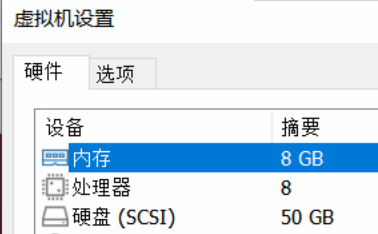 虚拟机设置
硬件 选项
设备 摘要
内存 8 GB
处理器 8
硬盘 (SCSI) 50 GB